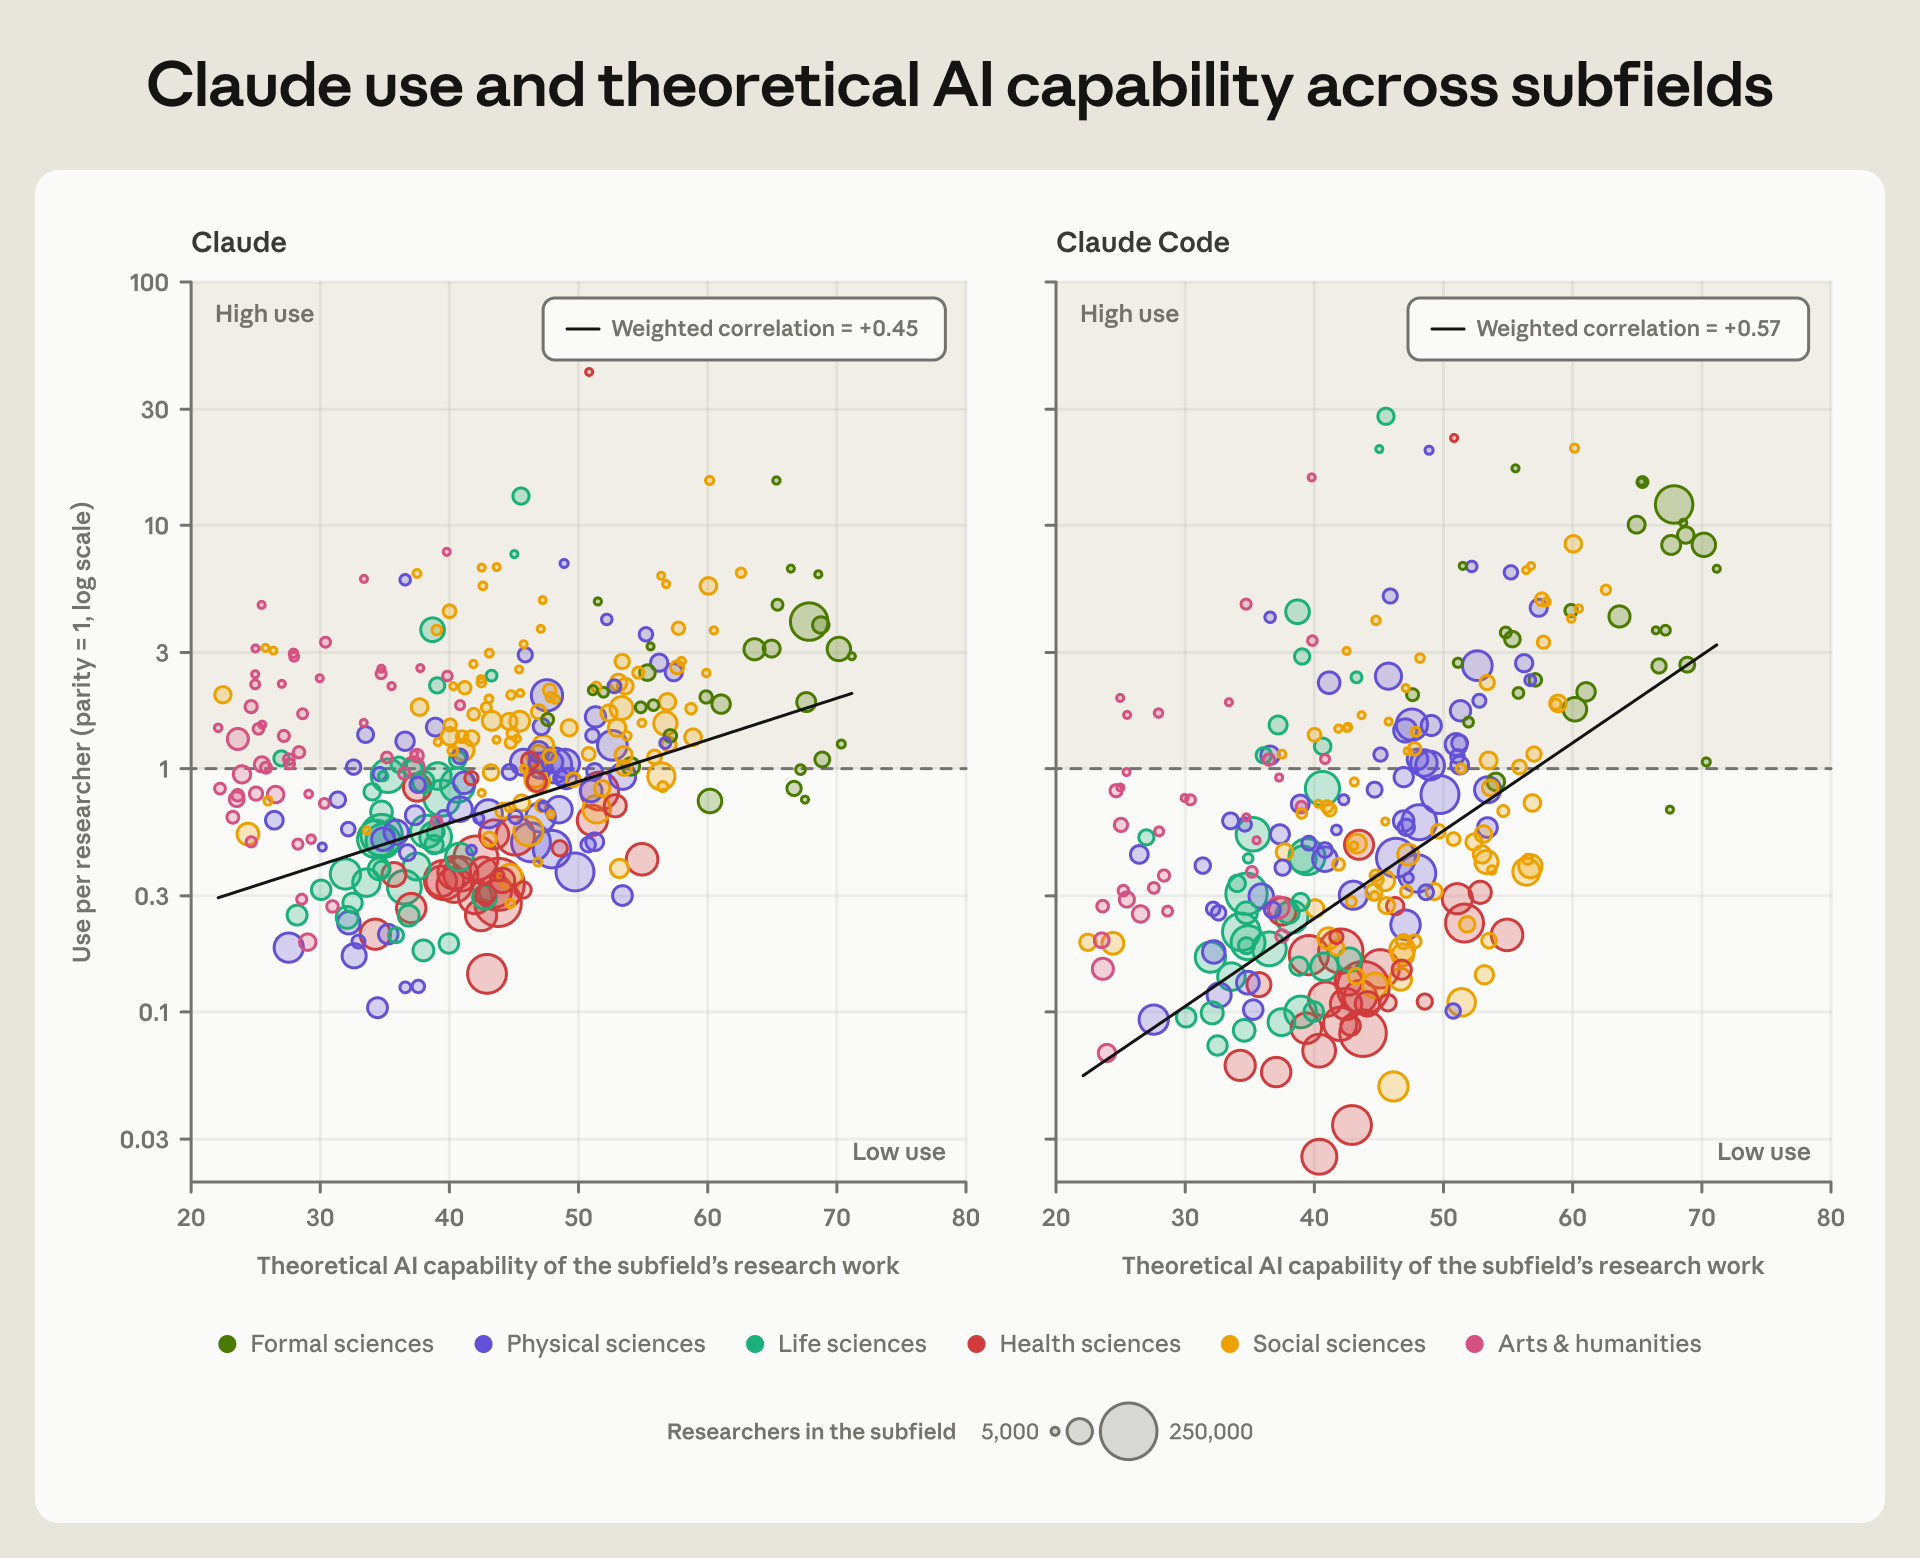 Claude use and theoretical AI capability across subfields
Claude
Claude Code
Use per researcher (parity = 1, log scale)
100
30
10
3
1
0.3
0.1
0.03
High use
Weighted correlation = +0.45
Low use
High use
Weighted correlation = +0.57
Low use
20 30 40 50 60 70 80
20 30 40 50 60 70 80
Theoretical AI capability of the subfield’s research work
Theoretical AI capability of the subfield’s research work
Formal sciences Physical sciences Life sciences Health sciences Social sciences Arts & humanities
Researchers in the subfield 5,000 250,000